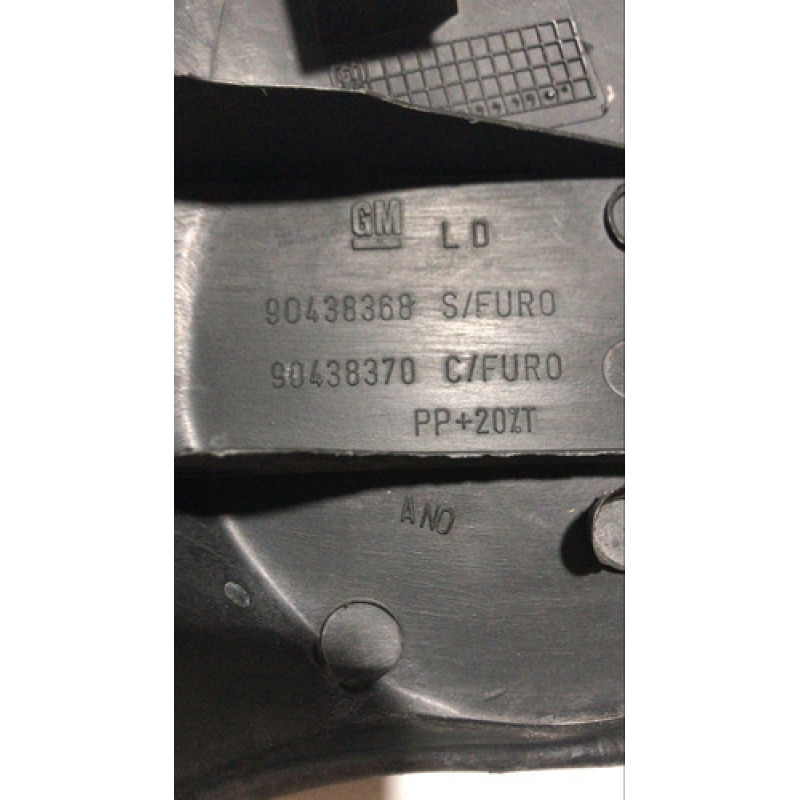 GM LD
90438368 S/FURO
90438370 C/FURO
PP+20%T
ANO